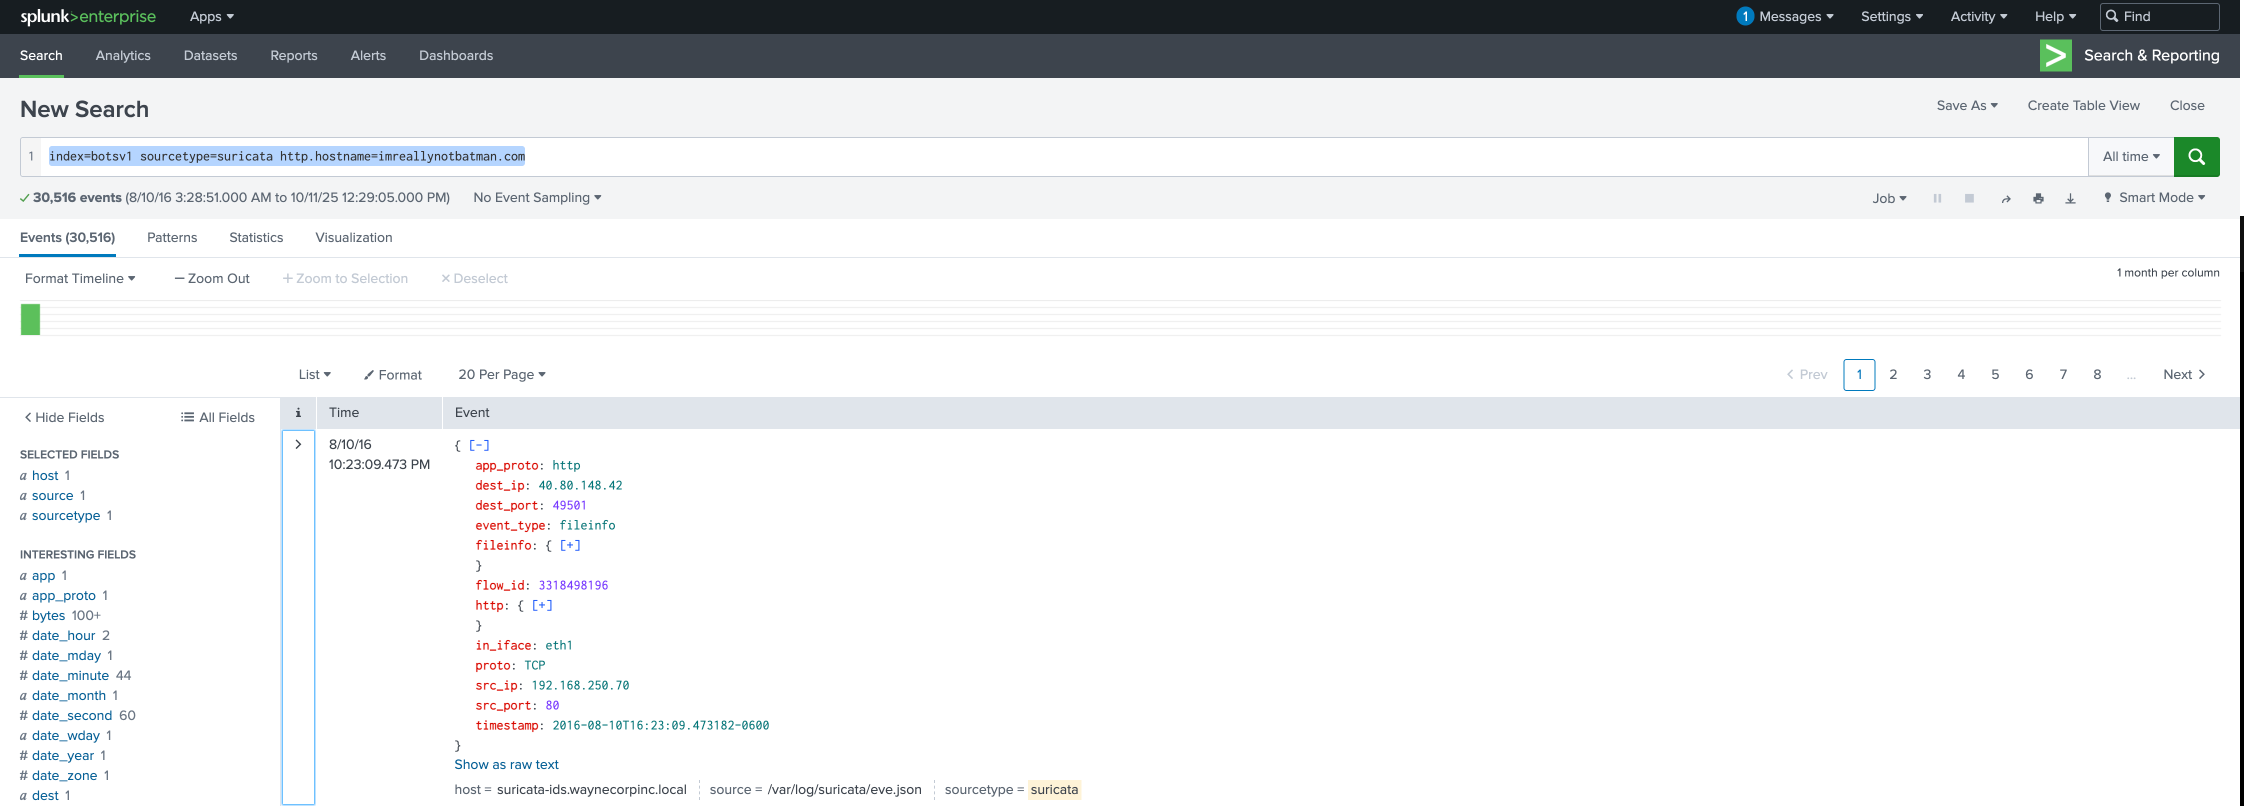 splunk>enterprise Apps 1 Messages Settings Activity Help Find
Search Analytics Datasets Reports Alerts Dashboards Search & Reporting
New Search Save As Create Table View Close
1 index=botsv1 sourcetype=suricata http.hostname=imreallynotbatman.com All time
30,516 events (8/10/16 3:28:51.000 AM to 10/11/25 12:29:05.000 PM) No Event Sampling Job Smart Mode
Events (30,516) Patterns Statistics Visualization
Format Timeline — Zoom Out + Zoom to Selection × Deselect 1 month per column
List Format 20 Per Page < Prev 1 2 3 4 5 6 7 8 ... Next >
< Hide Fields All Fields i Time Event
SELECTED FIELDS
a host 1
a source 1
a sourcetype 1
INTERESTING FIELDS
a app 1
a app_proto 1
# bytes 100+
# date_hour 2
# date_mday 1
# date_minute 44
a date_month 1
# date_second 60
a date_wday 1
# date_year 1
# date_zone 1
a dest 1
> 8/10/16
10:23:09.473 PM
{ [-]
app_proto: http
dest_ip: 40.80.148.42
dest_port: 49501
event_type: fileinfo
fileinfo: { [+]
}
flow_id: 3318498196
http: { [+]
}
in_iface: eth1
proto: TCP
src_ip: 192.168.250.70
src_port: 80
timestamp: 2016-08-10T16:23:09.473182-0600
}
Show as raw text
host = suricata-ids.waynecorpinc.local source = /var/log/suricata/eve.json sourcetype = suricata